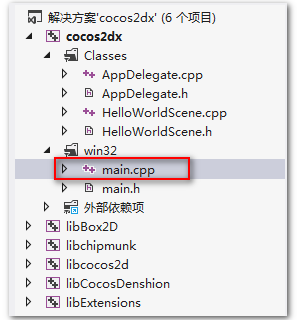 解决方案'cocos2dx' (6 个项目)
cocos2dx
Classes
AppDelegate.cpp
AppDelegate.h
HelloWorldScene.cpp
HelloWorldScene.h
win32
main.cpp
main.h
外部依赖项
libBox2D
libchipmunk
libcocos2d
libCocosDenshion
libExtensions